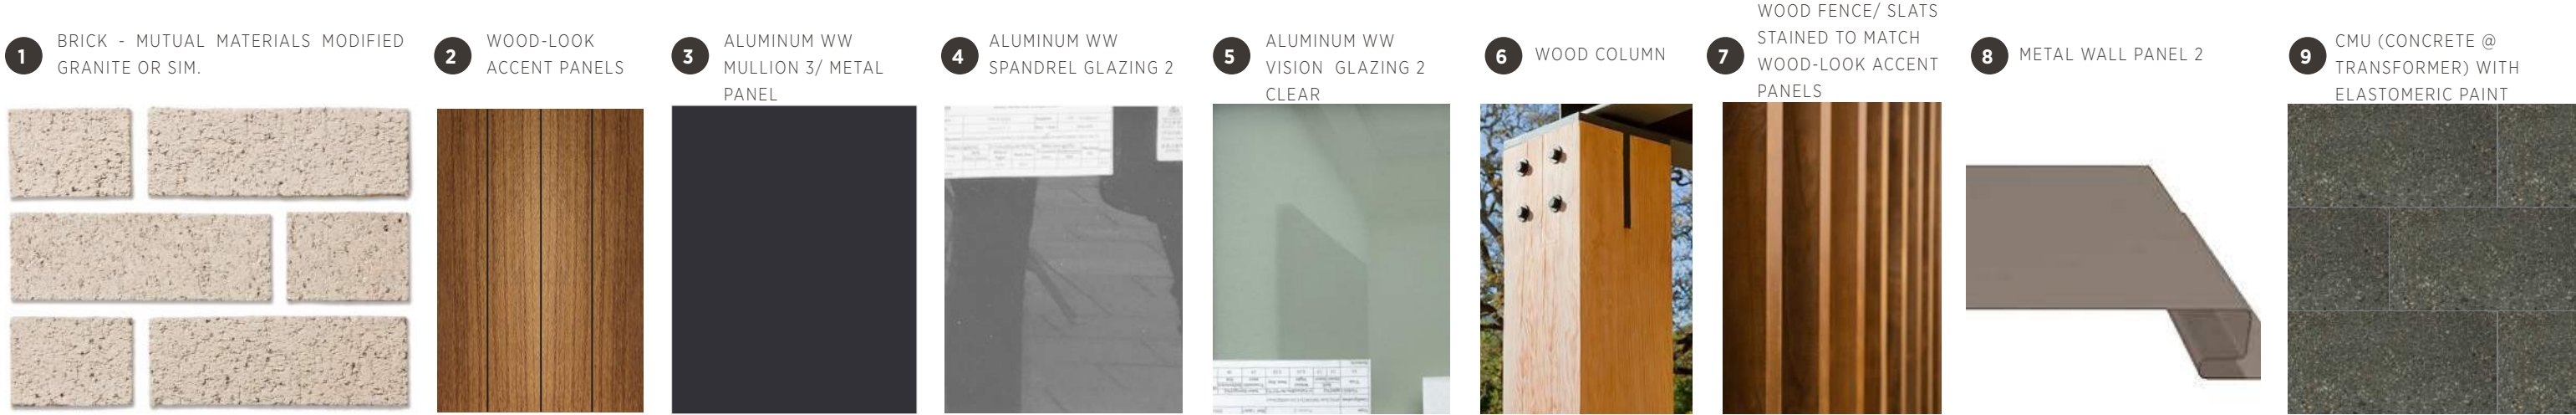 1
BRICK - MUTUAL MATERIALS MODIFIED
GRANITE OR SIM.
2
WOOD-LOOK
ACCENT PANELS
3
ALUMINUM WW
MULLION 3/ METAL
PANEL
4
ALUMINUM WW
SPANDREL GLAZING 2
5
ALUMINUM WW
VISION GLAZING 2
CLEAR
6
WOOD COLUMN
7
WOOD FENCE/ SLATS
STAINED TO MATCH
WOOD-LOOK ACCENT
PANELS
8
METAL WALL PANEL 2
9
CMU (CONCRETE @
TRANSFORMER) WITH
ELASTOMERIC PAINT